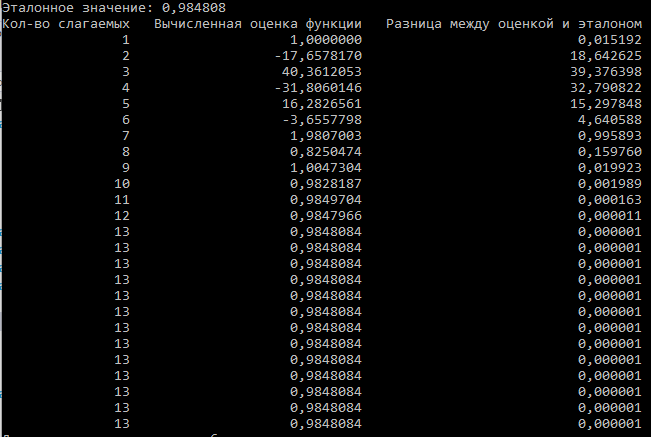 Эталонное значение: 0,984808
Кол-во слагаемых Вычисленная оценка функции Разница между оценкой и эталоном
1 1,0000000 0,015192
2 -17,6578170 18,642625
3 40,3612053 39,376398
4 -31,8060146 32,790822
5 16,2826561 15,297848
6 -3,6557798 4,640588
7 1,9807003 0,995893
8 0,8250474 0,159760
9 1,0047304 0,019923
10 0,9828187 0,001989
11 0,9849704 0,000163
12 0,9847966 0,000011
13 0,9848084 0,000001
13 0,9848084 0,000001
13 0,9848084 0,000001
13 0,9848084 0,000001
13 0,9848084 0,000001
13 0,9848084 0,000001
13 0,9848084 0,000001
13 0,9848084 0,000001
13 0,9848084 0,000001
13 0,9848084 0,000001
13 0,9848084 0,000001
13 0,9848084 0,000001
13 0,9848084 0,000001